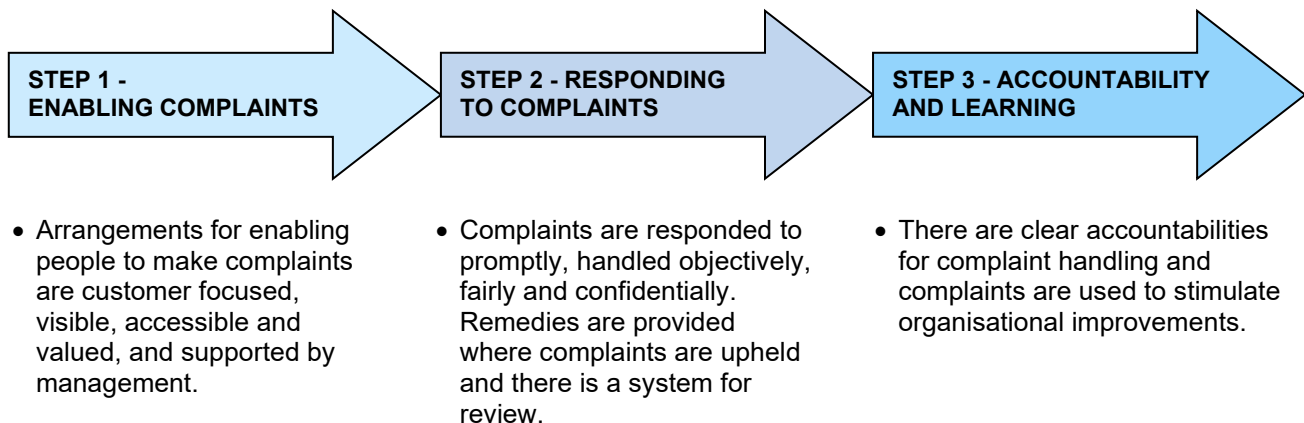 STEP 1 -
ENABLING COMPLAINTS
STEP 2 - RESPONDING
TO COMPLAINTS
STEP 3 - ACCOUNTABILITY
AND LEARNING
• Arrangements for enabling
people to make complaints
are customer focused,
visible, accessible and
valued, and supported by
management.
• Complaints are responded to
promptly, handled objectively,
fairly and confidentially.
Remedies are provided
where complaints are upheld
and there is a system for
review.
• There are clear accountabilities
for complaint handling and
complaints are used to stimulate
organisational improvements.